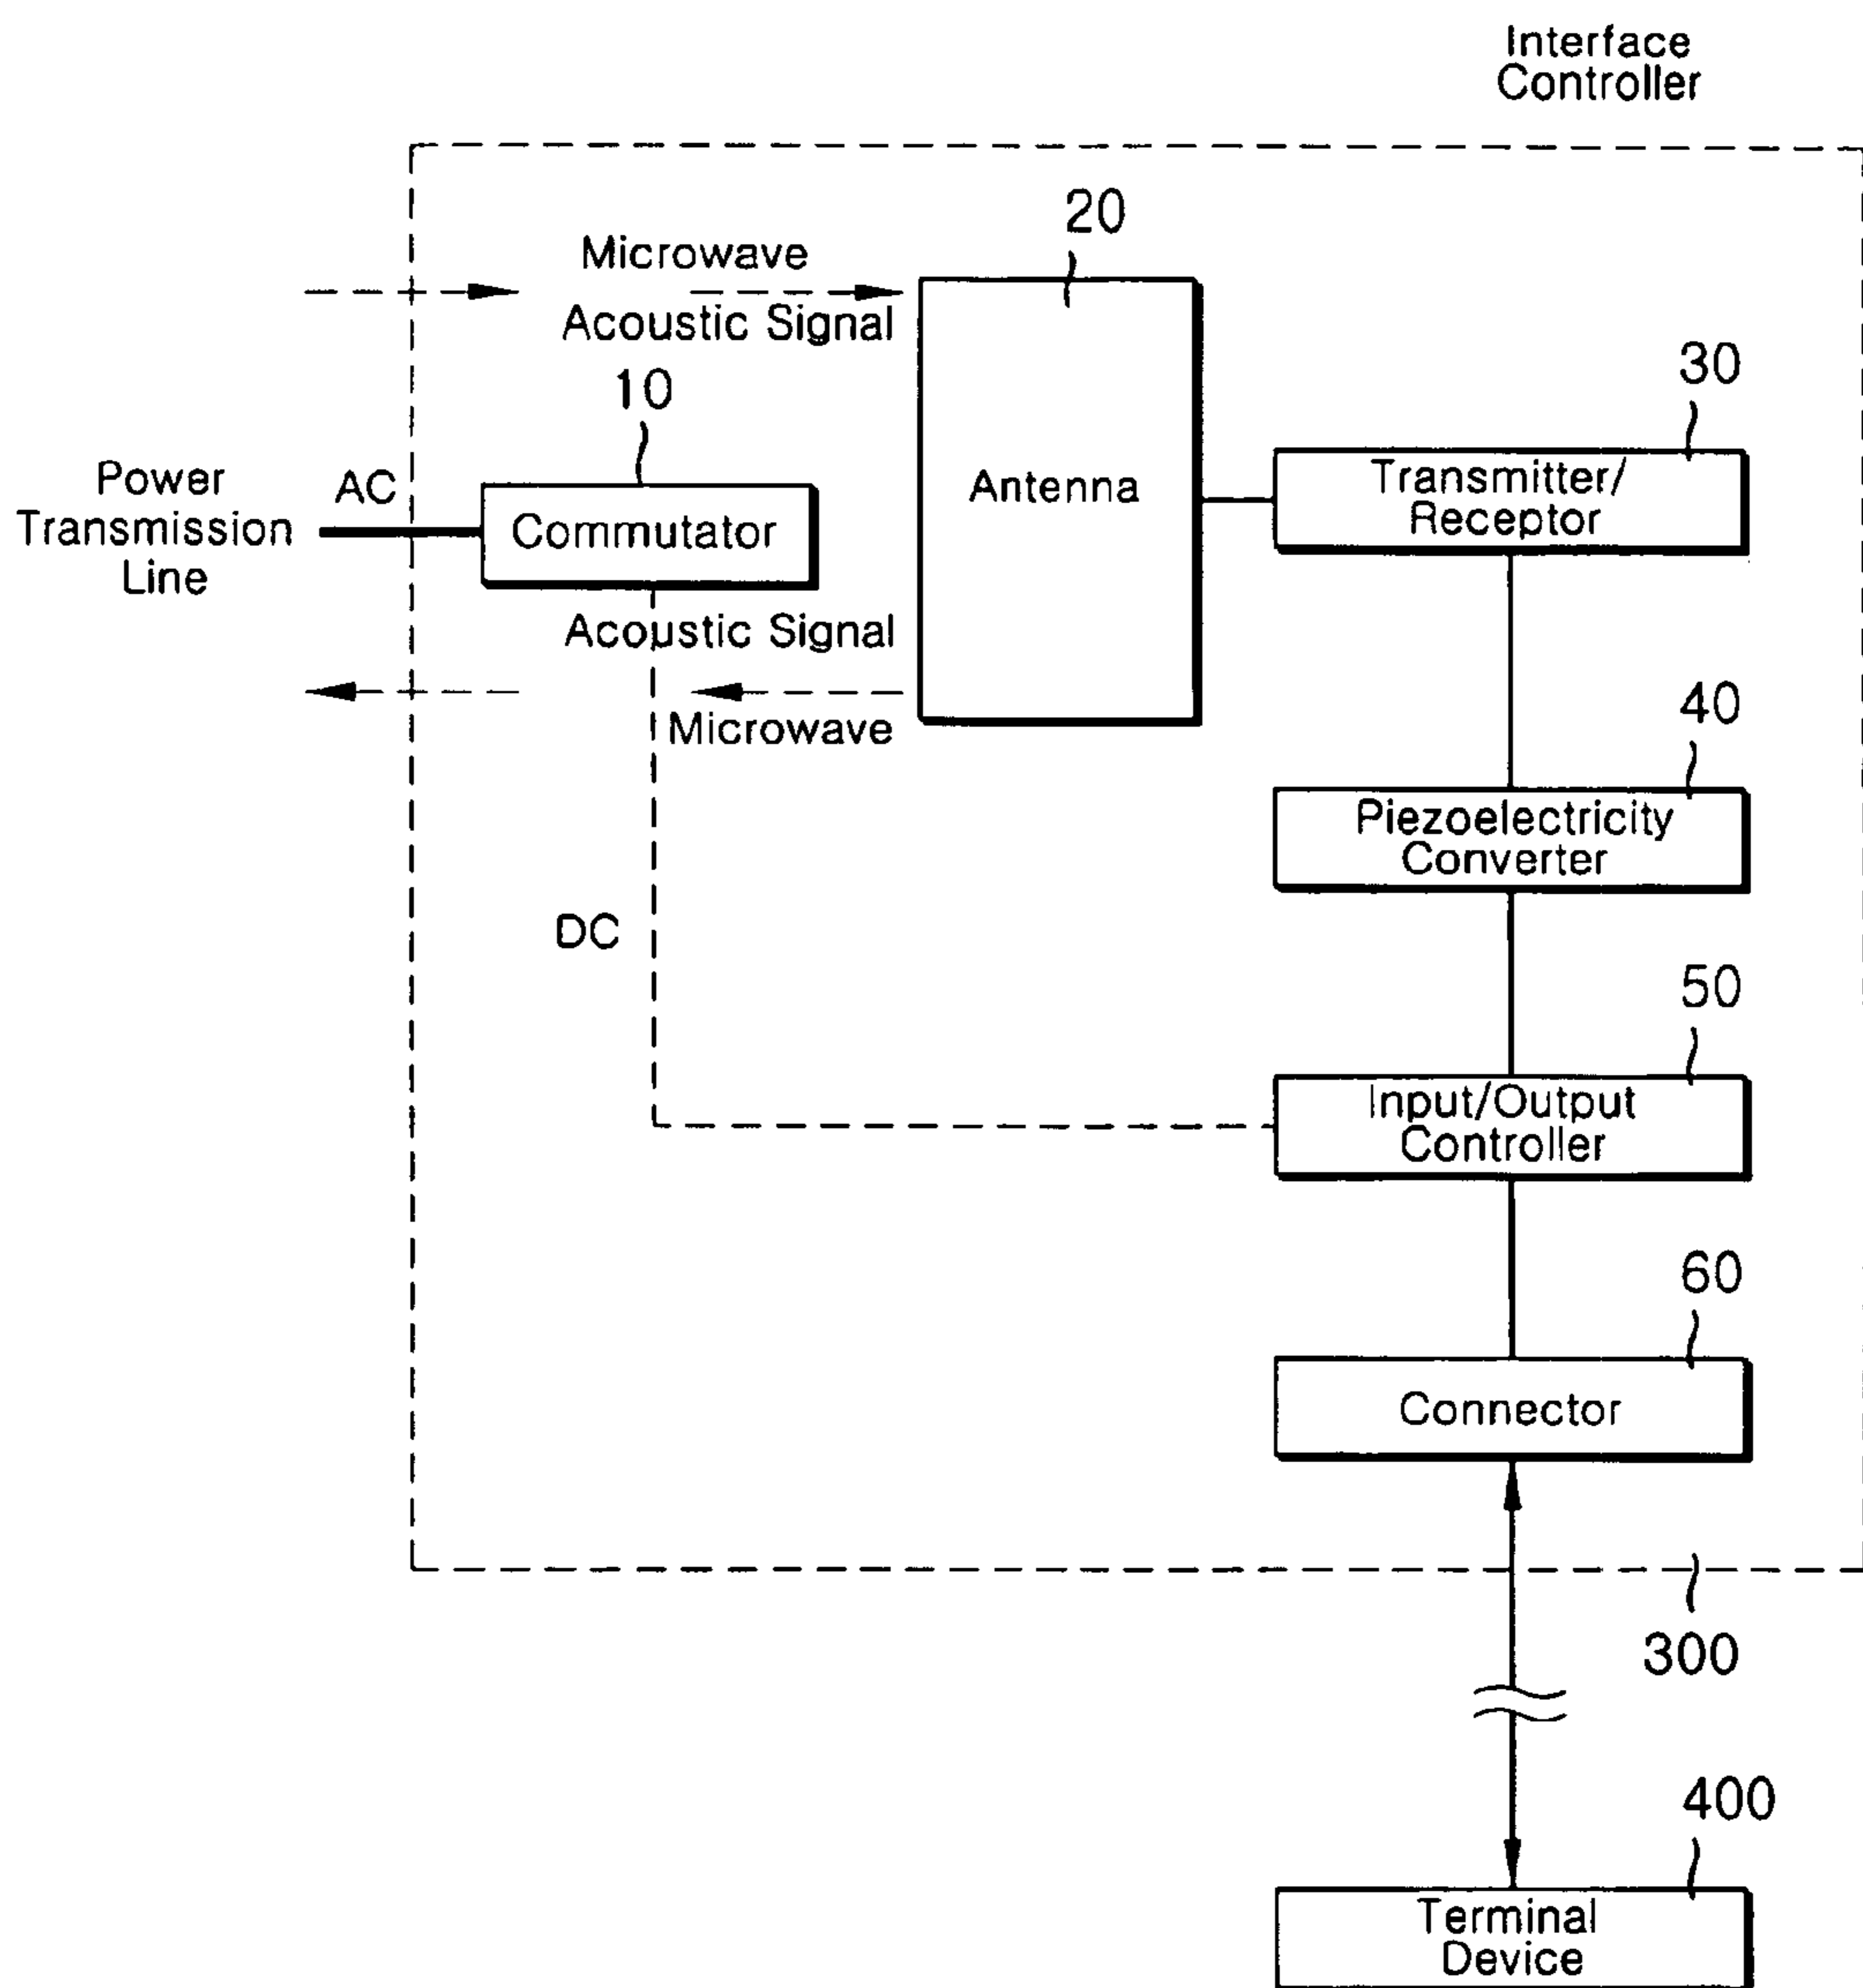 Interface
Controller
20
Microwave
Acoustic Signal
30
10
Power
Transmission
Line
AC
Commutator
Antenna
Transmitter/
Receptor
Acoustic Signal
Microwave
40
Piezoelectricity
Converter
DC
50
Input/Output
Controller
60
Connector
300
400
Terminal
Device